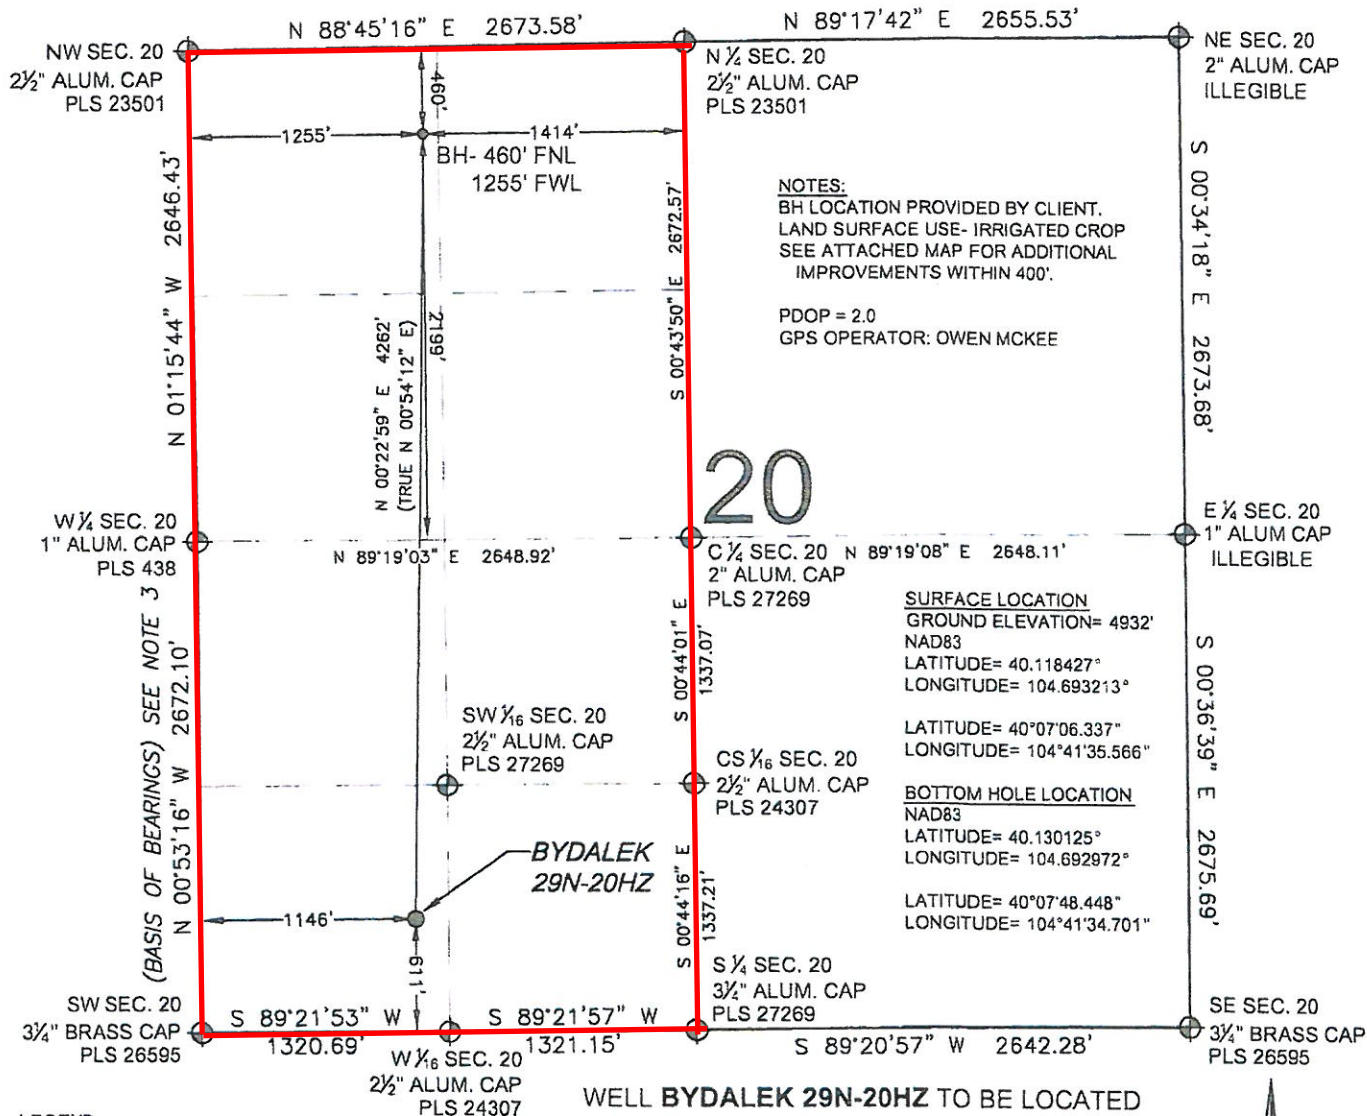 N 88°45'16" E 2673.58'
N 89°17'42" E 2655.53'
NW SEC. 20
2½" ALUM. CAP
PLS 23501
N ¼ SEC. 20
2½" ALUM. CAP
PLS 23501
NE SEC. 20
2" ALUM. CAP
ILLEGIBLE
460'
1255'
1414'
BH- 460' FNL
1255' FWL
N 01°15'44" W 2646.43'
S 00°43'50" E 2672.57'
S 00°34'18" E 2673.68'
NOTES:
BH LOCATION PROVIDED BY CLIENT.
LAND SURFACE USE- IRRIGATED CROP
SEE ATTACHED MAP FOR ADDITIONAL
IMPROVEMENTS WITHIN 400'.
PDOP = 2.0
GPS OPERATOR: OWEN MCKEE
N 00°22'59" E 4262'
(TRUE N 00°54'12" E)
2199'
20
W ¼ SEC. 20
1" ALUM. CAP
PLS 438
N 89°19'03" E 2648.92'
C ¼ SEC. 20
2" ALUM. CAP
PLS 27269
N 89°19'08" E 2648.11'
E ¼ SEC. 20
1" ALUM CAP
ILLEGIBLE
(BASIS OF BEARINGS) SEE NOTE 3
N 00°53'16" W 2672.10'
S 00°44'01" E
1337.07'
SURFACE LOCATION
GROUND ELEVATION= 4932'
NAD83
LATITUDE= 40.118427°
LONGITUDE= 104.693213°
LATITUDE= 40°07'06.337"
LONGITUDE= 104°41'35.566"
S 00°36'39" E 2675.69'
SW 1/16 SEC. 20
2½" ALUM. CAP
PLS 27269
CS 1/16 SEC. 20
2½" ALUM. CAP
PLS 24307
BOTTOM HOLE LOCATION
NAD83
LATITUDE= 40.130125°
LONGITUDE= 104.692972°
LATITUDE= 40°07'48.448"
LONGITUDE= 104°41'34.701"
BYDALEK
29N-20HZ
1146'
611'
S 00°44'16" E
1337.21'
SW SEC. 20
3¼" BRASS CAP
PLS 26595
S 89°21'53" W
1320.69'
S 89°21'57" W
1321.15'
W 1/16 SEC. 20
2½" ALUM. CAP
PLS 24307
S ¼ SEC. 20
3¼" ALUM. CAP
PLS 27269
S 89°20'57" W 2642.28'
SE SEC. 20
3¼" BRASS CAP
PLS 26595
WELL BYDALEK 29N-20HZ TO BE LOCATED